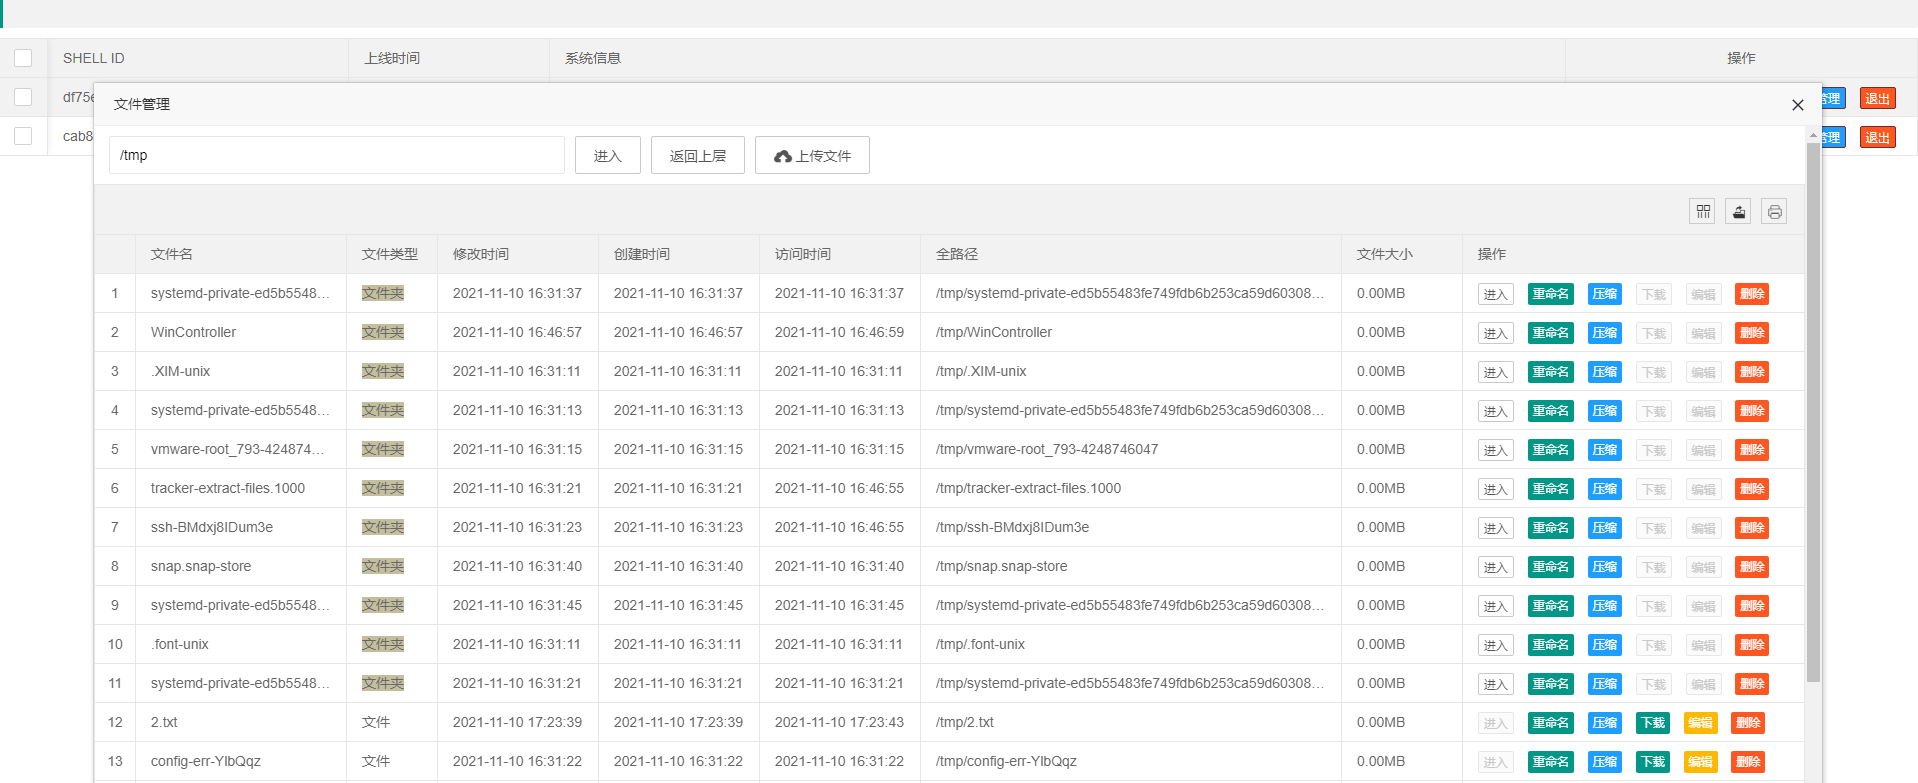 SHELL ID 上线时间 系统信息 操作
df75e 管理 退出
文件管理
cab8 管理 退出
/tmp 进入 返回上层 上传文件
文件名 文件类型 修改时间 创建时间 访问时间 全路径 文件大小 操作
1 systemd-private-ed5b5548... 文件夹 2021-11-10 16:31:37 2021-11-10 16:31:37 2021-11-10 16:31:37 /tmp/systemd-private-ed5b55483fe749fdb6b253ca59d60308... 0.00MB 进入 重命名 压缩 下载 编辑 删除
2 WinController 文件夹 2021-11-10 16:46:57 2021-11-10 16:46:57 2021-11-10 16:46:59 /tmp/WinController 0.00MB 进入 重命名 压缩 下载 编辑 删除
3 .XIM-unix 文件夹 2021-11-10 16:31:11 2021-11-10 16:31:11 2021-11-10 16:31:11 /tmp/.XIM-unix 0.00MB 进入 重命名 压缩 下载 编辑 删除
4 systemd-private-ed5b5548... 文件夹 2021-11-10 16:31:13 2021-11-10 16:31:13 2021-11-10 16:31:13 /tmp/systemd-private-ed5b55483fe749fdb6b253ca59d60308... 0.00MB 进入 重命名 压缩 下载 编辑 删除
5 vmware-root_793-424874... 文件夹 2021-11-10 16:31:15 2021-11-10 16:31:15 2021-11-10 16:31:15 /tmp/vmware-root_793-4248746047 0.00MB 进入 重命名 压缩 下载 编辑 删除
6 tracker-extract-files.1000 文件夹 2021-11-10 16:31:21 2021-11-10 16:31:21 2021-11-10 16:46:55 /tmp/tracker-extract-files.1000 0.00MB 进入 重命名 压缩 下载 编辑 删除
7 ssh-BMdxj8IDum3e 文件夹 2021-11-10 16:31:23 2021-11-10 16:31:23 2021-11-10 16:46:55 /tmp/ssh-BMdxj8IDum3e 0.00MB 进入 重命名 压缩 下载 编辑 删除
8 snap.snap-store 文件夹 2021-11-10 16:31:40 2021-11-10 16:31:40 2021-11-10 16:31:40 /tmp/snap.snap-store 0.00MB 进入 重命名 压缩 下载 编辑 删除
9 systemd-private-ed5b5548... 文件夹 2021-11-10 16:31:45 2021-11-10 16:31:45 2021-11-10 16:31:45 /tmp/systemd-private-ed5b55483fe749fdb6b253ca59d60308... 0.00MB 进入 重命名 压缩 下载 编辑 删除
10 .font-unix 文件夹 2021-11-10 16:31:11 2021-11-10 16:31:11 2021-11-10 16:31:11 /tmp/.font-unix 0.00MB 进入 重命名 压缩 下载 编辑 删除
11 systemd-private-ed5b5548... 文件夹 2021-11-10 16:31:21 2021-11-10 16:31:21 2021-11-10 16:31:21 /tmp/systemd-private-ed5b55483fe749fdb6b253ca59d60308... 0.00MB 进入 重命名 压缩 下载 编辑 删除
12 2.txt 文件 2021-11-10 17:23:39 2021-11-10 17:23:39 2021-11-10 17:23:43 /tmp/2.txt 0.00MB 进入 重命名 压缩 下载 编辑 删除
13 config-err-YIbQqz 文件 2021-11-10 16:31:22 2021-11-10 16:31:22 2021-11-10 16:31:22 /tmp/config-err-YIbQqz 0.00MB 进入 重命名 压缩 下载 编辑 删除